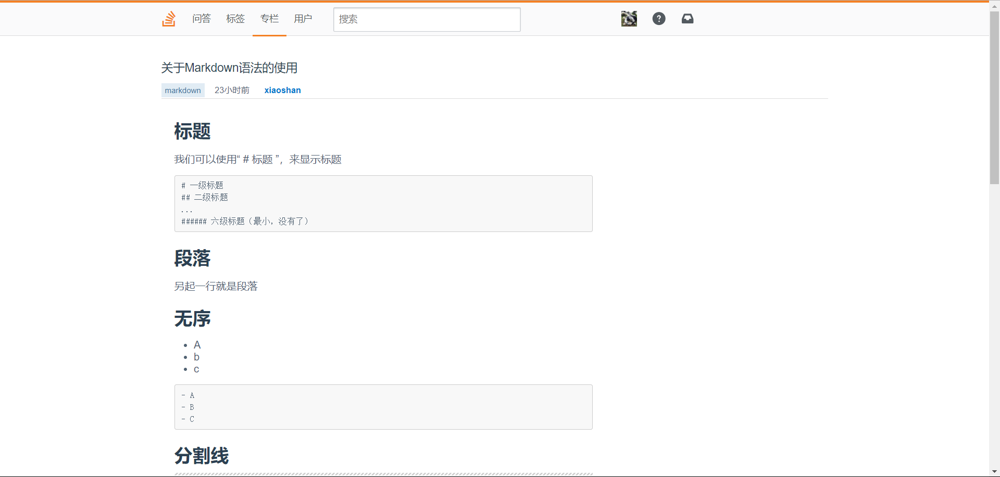 问答 标签 专栏 用户 搜索
关于Markdown语法的使用
markdown 23小时前 xiaoshan
标题
我们可以使用“ # 标题 ”，来显示标题
# 一级标题
## 二级标题
...
###### 六级标题（最小，没有了）
段落
另起一行就是段落
无序
• A
• b
• c
- A
- B
- C
分割线